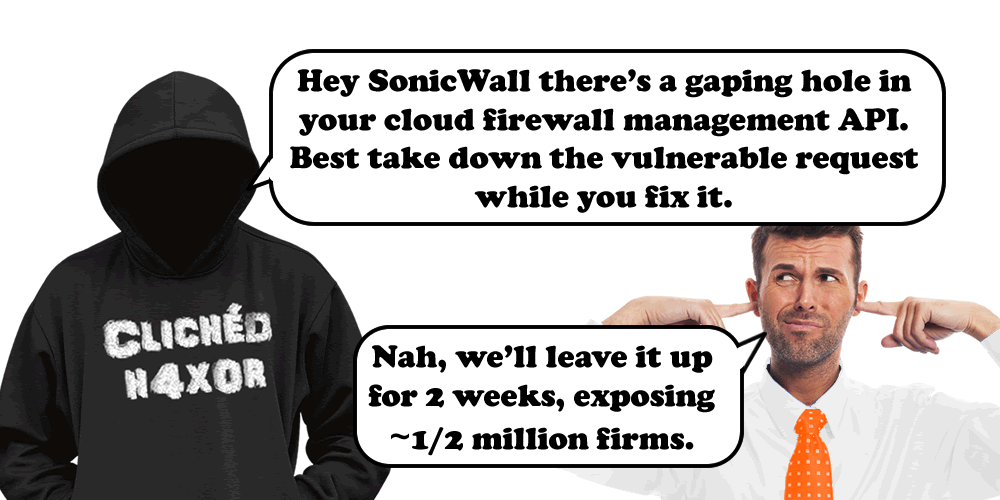 Hey SonicWall there’s a gaping hole in
your cloud firewall management API.
Best take down the vulnerable request
while you fix it.
CLICHÉD
H4XOR
Nah, we’ll leave it up
for 2 weeks, exposing
~1/2 million firms.